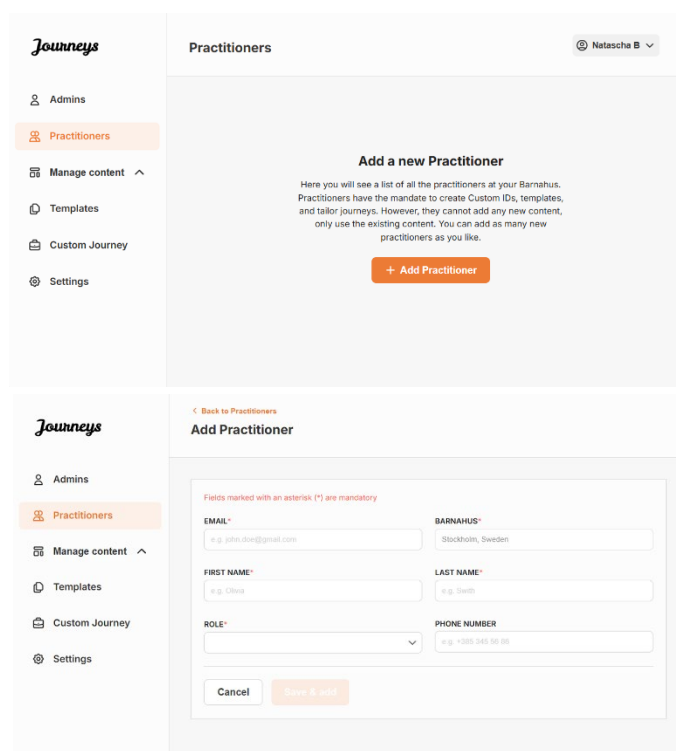 Journeys
Practitioners
Natascha B
Admins
Practitioners
Manage content
Templates
Custom Journey
Settings
Add a new Practitioner
Here you will see a list of all the practitioners at your Barnahus.
Practitioners have the mandate to create Custom IDs, templates,
and tailor journeys. However, they cannot add any new content,
only use the existing content. You can add as many new
practitioners as you like.
+ Add Practitioner
Journeys
< Back to Practitioners
Add Practitioner
Admins
Practitioners
Manage content
Templates
Custom Journey
Settings
Fields marked with an asterisk (*) are mandatory
EMAIL*
BARNAHUS*
e.g. john.doe@gmail.com
Stockholm, Sweden
FIRST NAME*
LAST NAME*
e.g. Olivia
e.g. Smith
ROLE*
PHONE NUMBER
e.g. +385 345 66 66
Cancel
Save & add